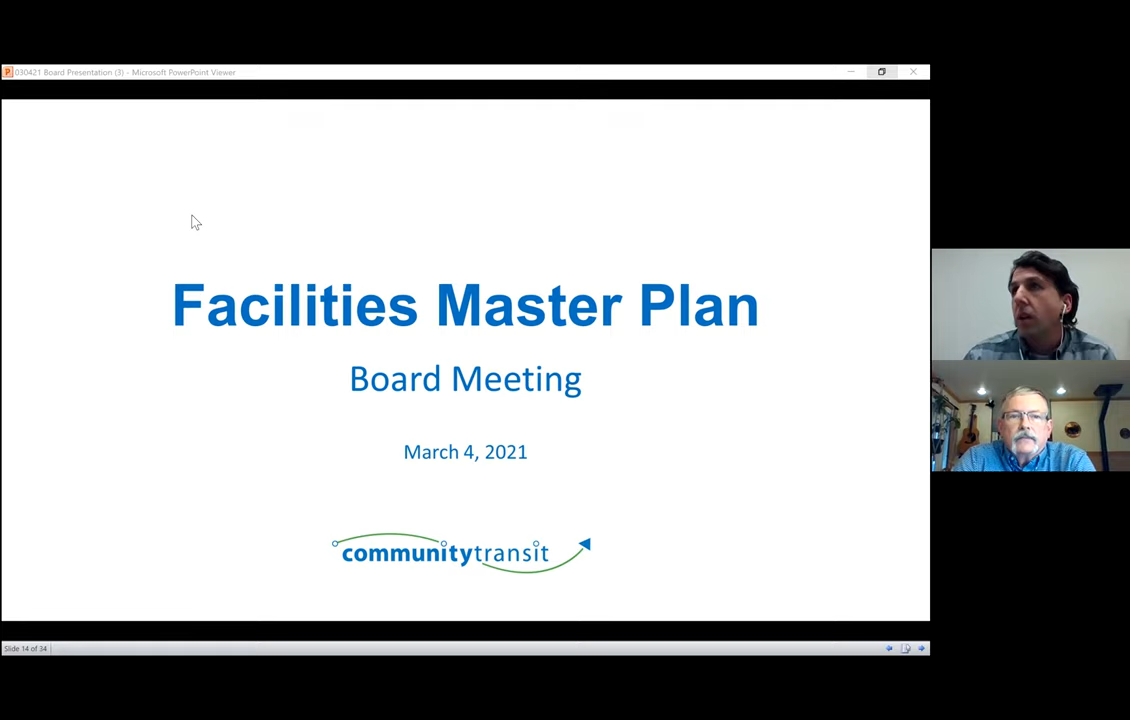 030421 Board Presentation (3) - Microsoft PowerPoint Viewer
Facilities Master Plan
Board Meeting
March 4, 2021
communitytransit
Slide 14 of 34